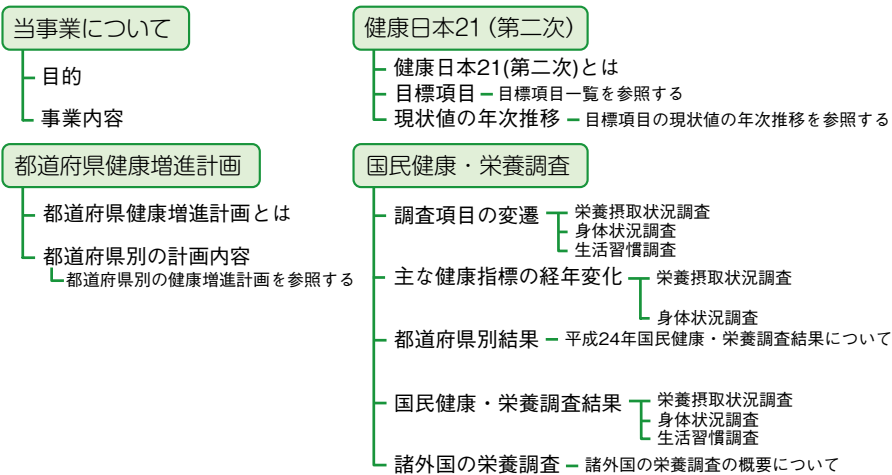 当事業について
目的
事業内容
健康日本21（第二次）
健康日本21(第二次)とは
目標項目 目標項目一覧を参照する
現状値の年次推移 目標項目の現状値の年次推移を参照する
都道府県健康増進計画
都道府県健康増進計画とは
都道府県別の計画内容
都道府県別の健康増進計画を参照する
国民健康・栄養調査
調査項目の変遷 栄養摂取状況調査
身体状況調査
生活習慣調査
主な健康指標の経年変化 栄養摂取状況調査
身体状況調査
都道府県別結果 平成24年国民健康・栄養調査結果について
国民健康・栄養調査結果 栄養摂取状況調査
身体状況調査
生活習慣調査
諸外国の栄養調査 諸外国の栄養調査の概要について